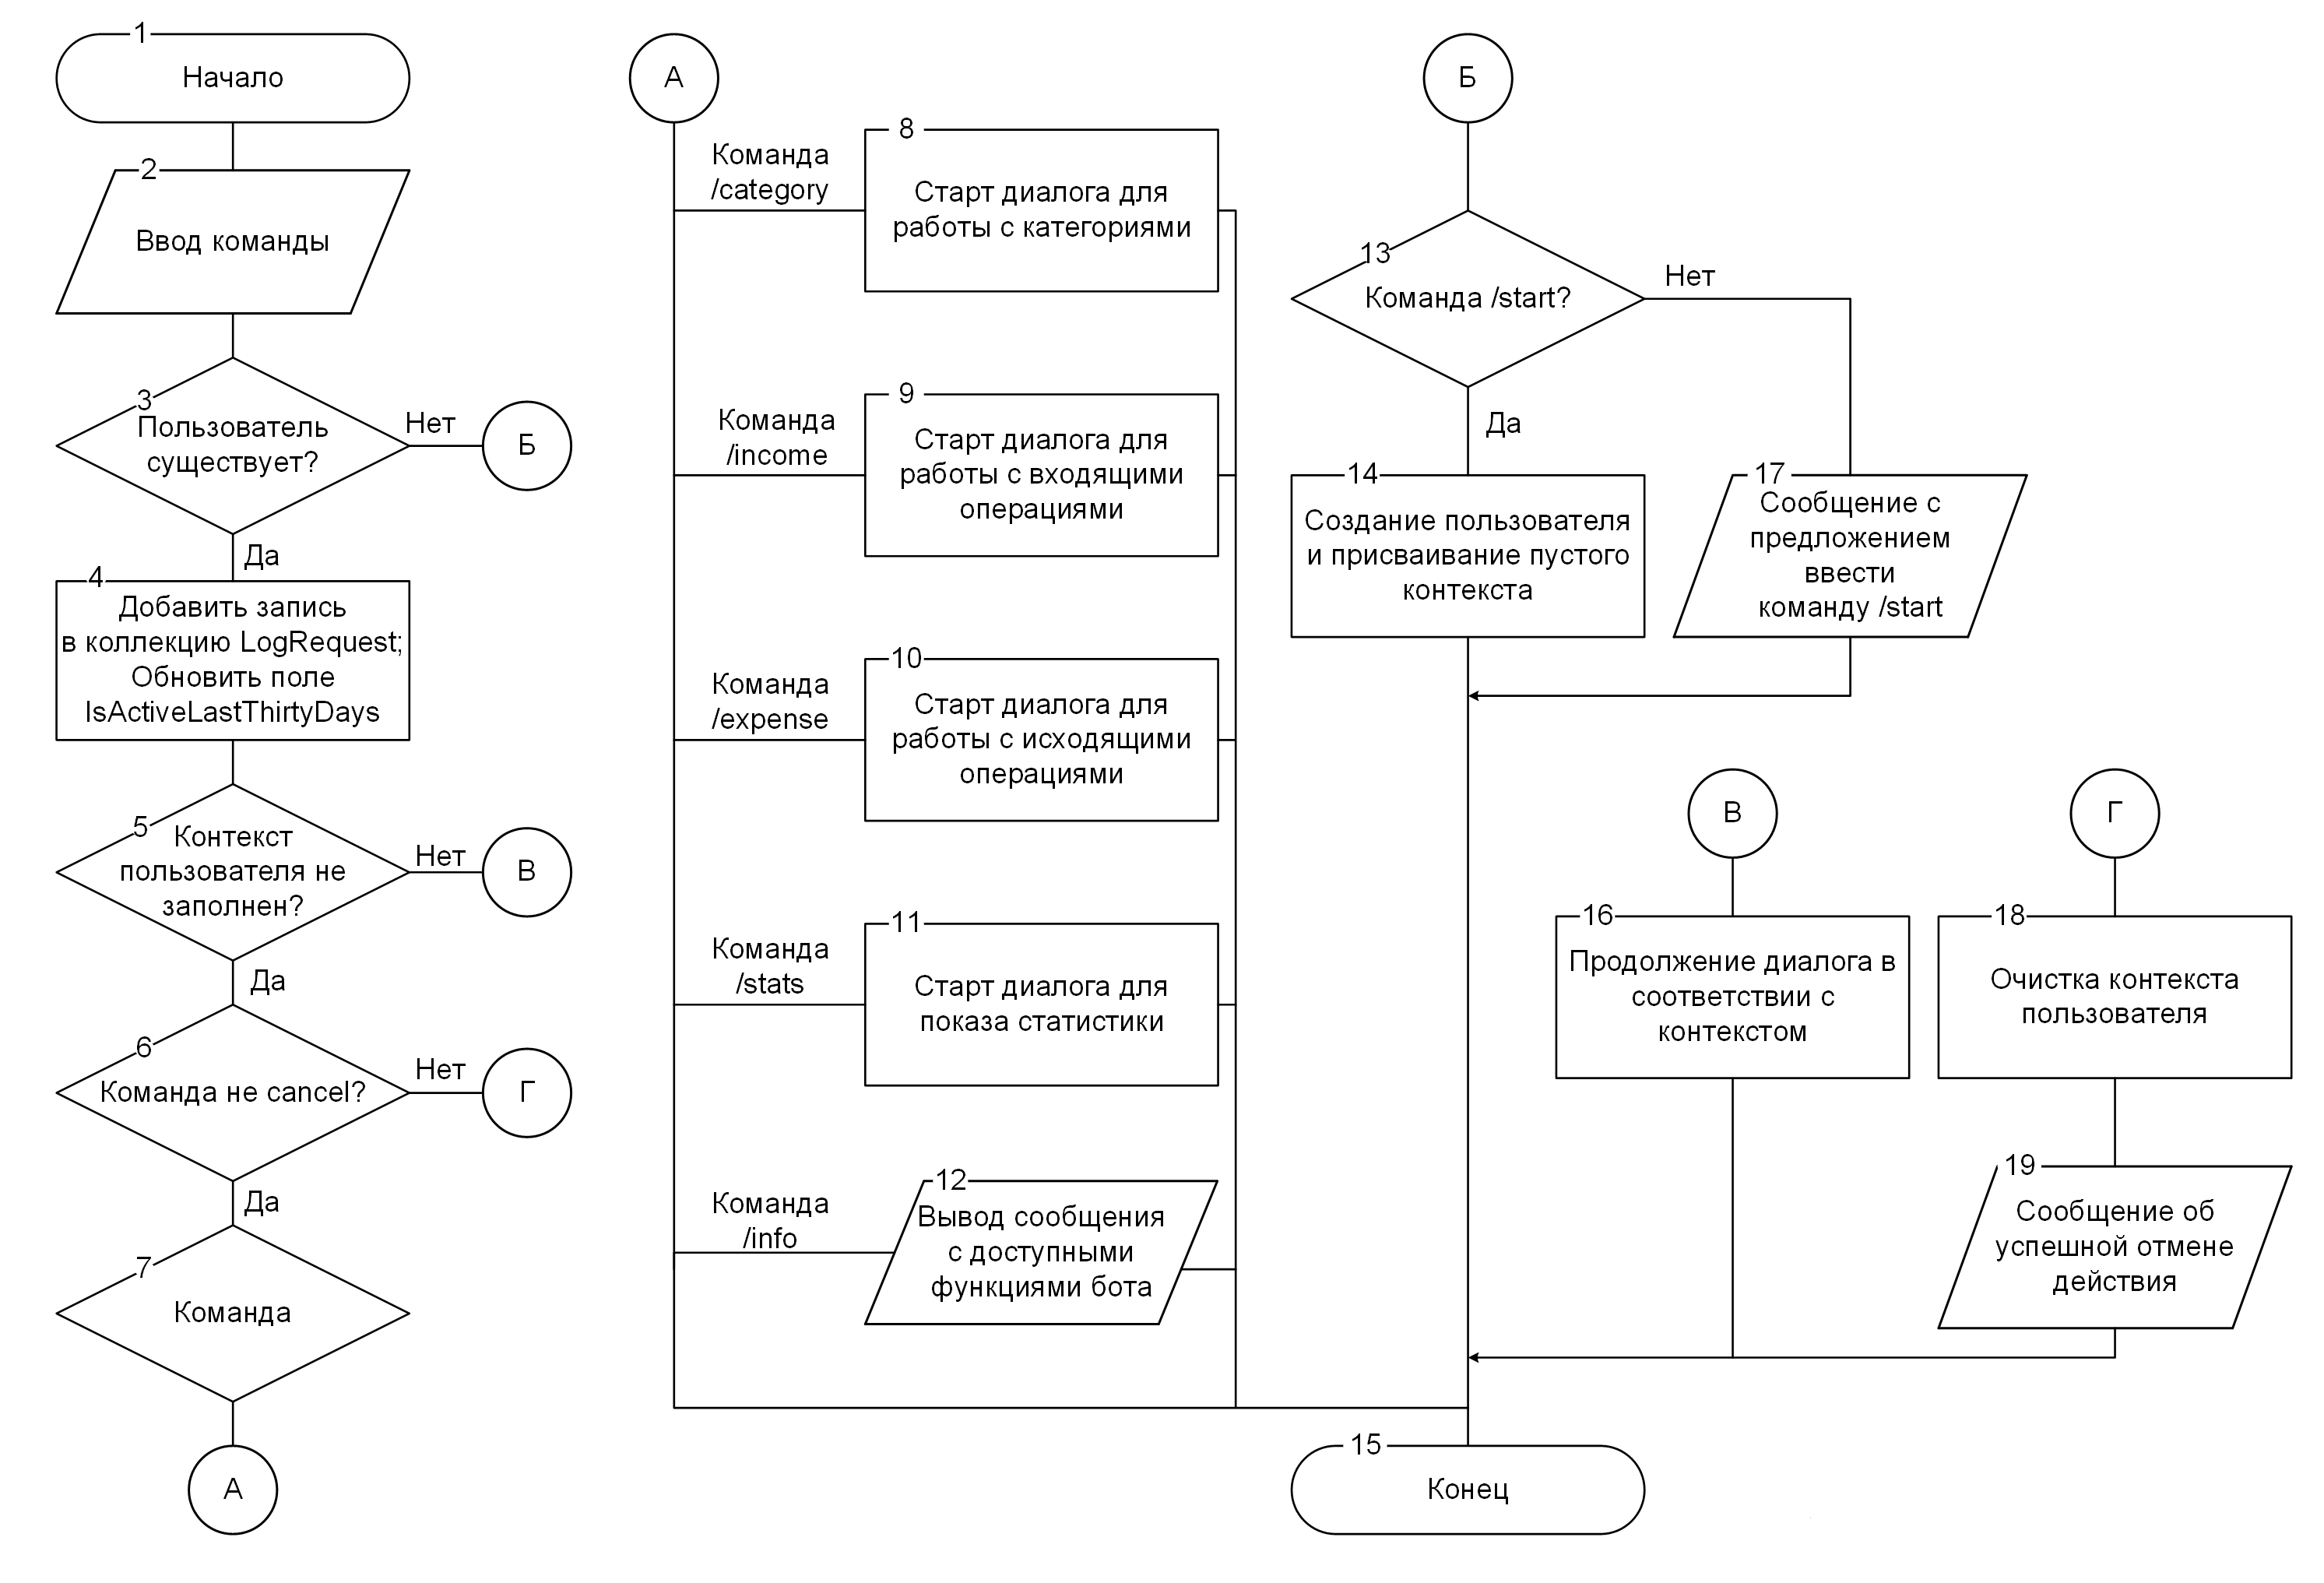 1
Начало
2
Ввод команды
3
Пользователь
существует?
Нет
Б
Да
4
Добавить запись
в коллекцию LogRequest;
Обновить поле
IsActiveLastThirtyDays
5
Контекст
пользователя не
заполнен?
Нет
В
Да
6
Команда не cancel?
Нет
Г
Да
7
Команда
А
А
Команда
/category
8
Старт диалога для
работы с категориями
Команда
/income
9
Старт диалога для
работы с входящими
операциями
Команда
/expense
10
Старт диалога для
работы с исходящими
операциями
Команда
/stats
11
Старт диалога для
показа статистики
Команда
/info
12
Вывод сообщения
с доступными
функциями бота
Б
13
Команда /start?
Нет
Да
14
Создание пользователя
и присваивание пустого
контекста
17
Сообщение с
предложением
ввести
команду /start
В
16
Продолжение диалога в
соответствии с
контекстом
Г
18
Очистка контекста
пользователя
19
Сообщение об
успешной отмене
действия
15
Конец